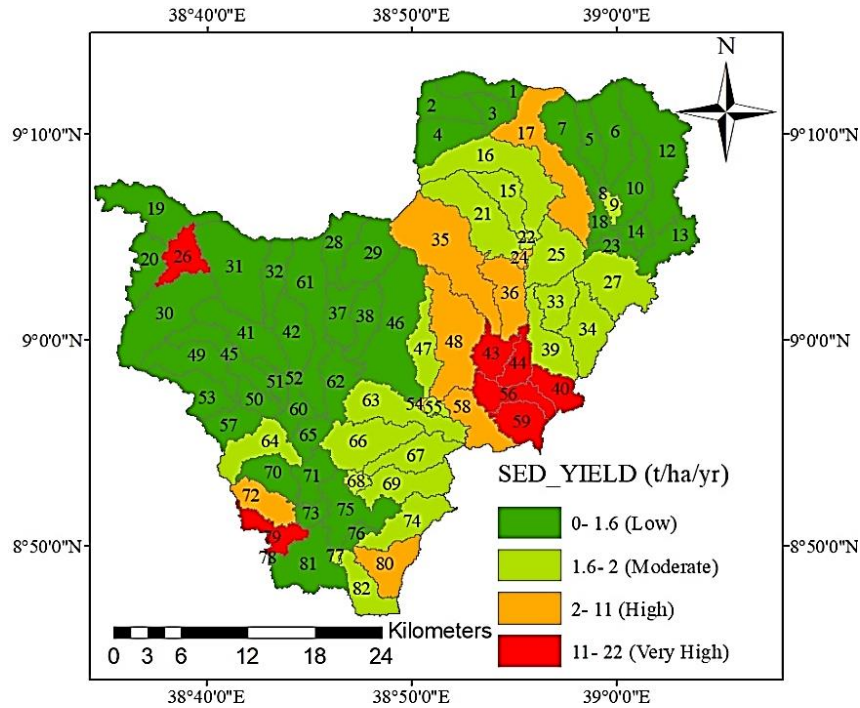 38°40'0"E 38°50'0"E 39°0'0"E
N
9°10'0"N 9°10'0"N
9°0'0"N 9°0'0"N
8°50'0"N 8°50'0"N
1
2 3
4 17 7 5 6
12
16
15 8 10
19 21 9
18 14 13
22 23
20 26 28 29 35 24 25
31 32 61 36 27
30 37 38 46 33
41 42 34
49 45 47 48 43 44 39
51 52 62
53 50 60 63 54 55 58 56 40
57 65 59
64 66
67
70 71 68 69
72 73 75 74
79 76
78 81 77 80
82
SED_YIELD (t/ha/yr)
0- 1.6 (Low)
1.6- 2 (Moderate)
2- 11 (High)
11- 22 (Very High)
Kilometers
0 3 6 12 18 24
38°40'0"E 38°50'0"E 39°0'0"E